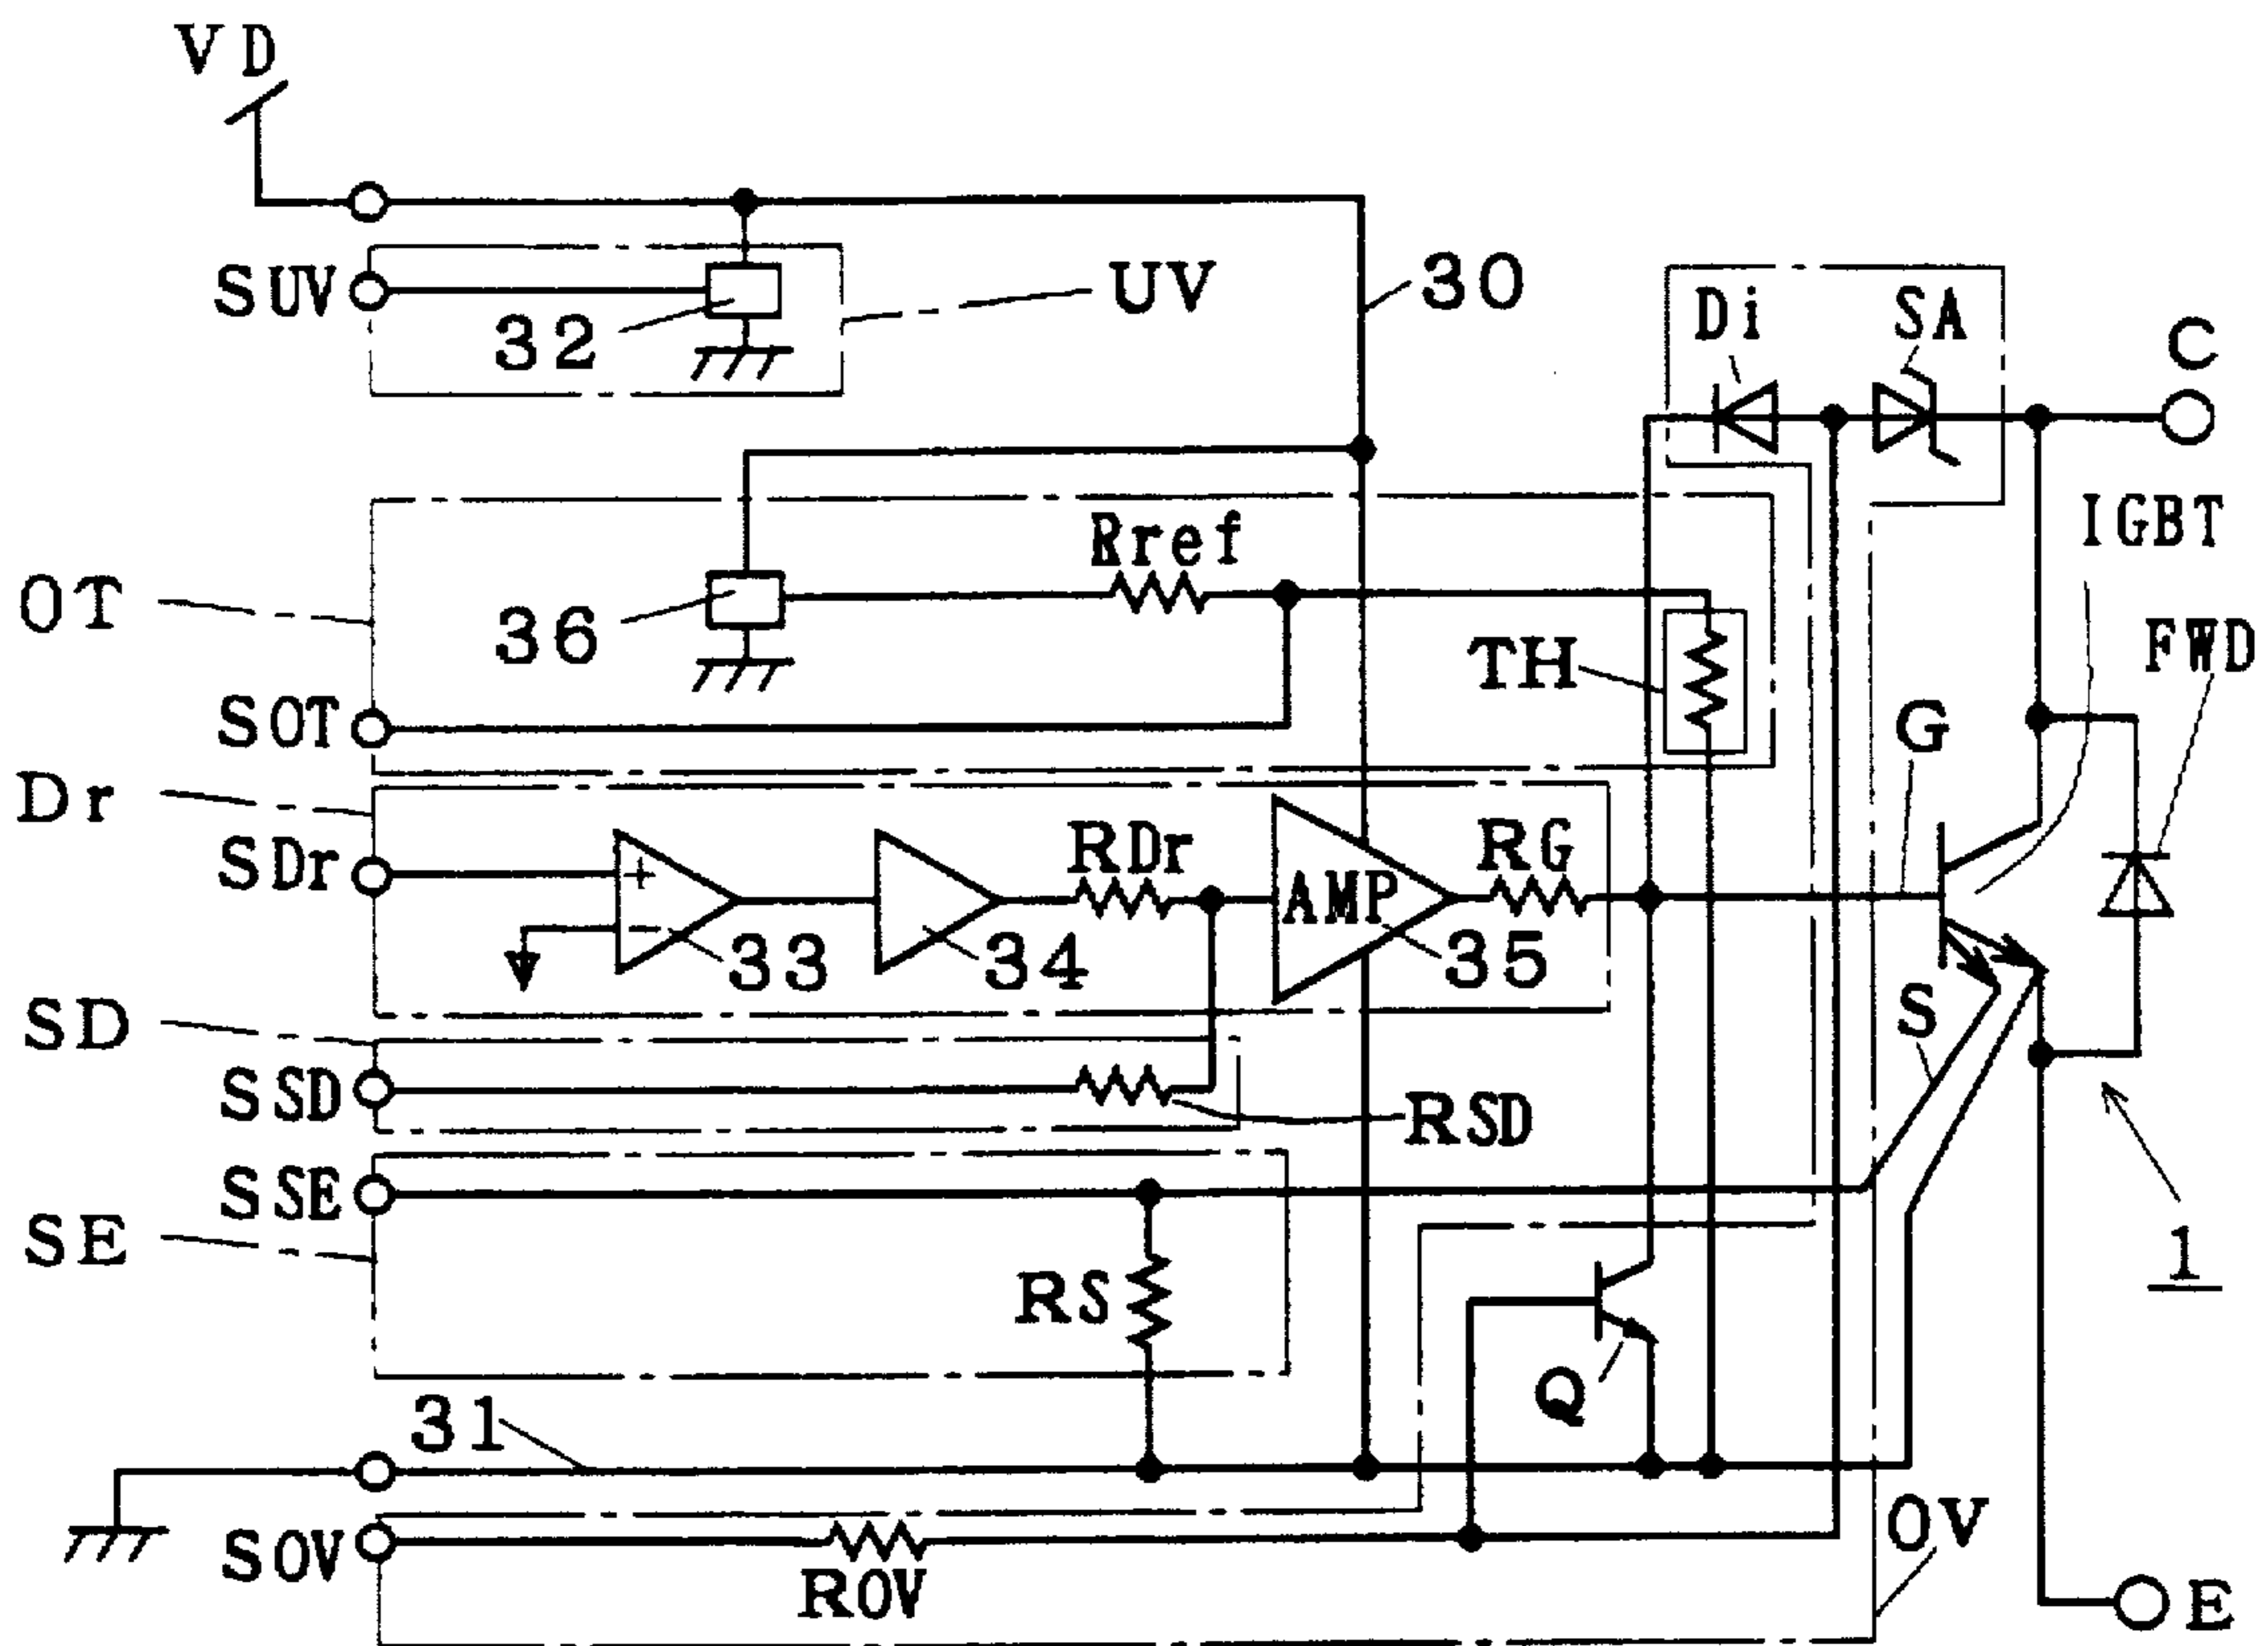 VD
SUV
32
UV
30
Di
SA
C
IGBT
Rref
OT
36
TH
FWD
SOT
G
Dr
SDr
+
−
33
34
RDr
AMP
35
RG
SD
S
SSD
RSD
SSE
SE
RS
1
Q
31
SOV
ROV
OV
E